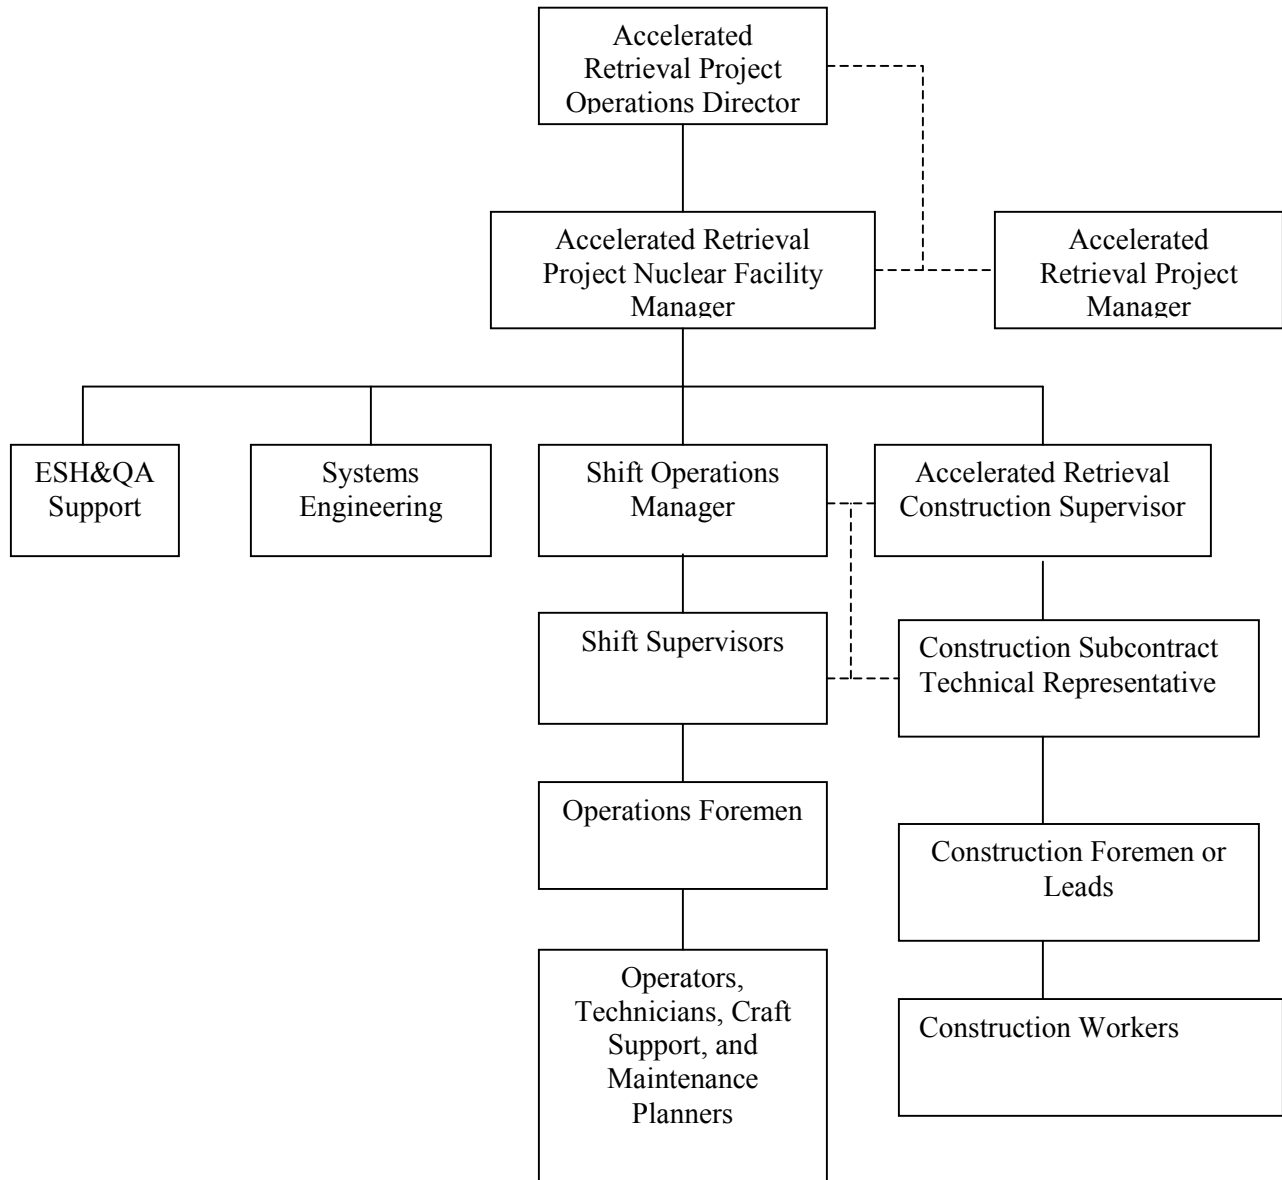 Accelerated
Retrieval Project
Operations Director
Accelerated Retrieval
Project Nuclear Facility
Manager
Accelerated
Retrieval Project
Manager
ESH&QA
Support
Systems
Engineering
Shift Operations
Manager
Accelerated Retrieval
Construction Supervisor
Shift Supervisors
Construction Subcontract
Technical Representative
Operations Foremen
Construction Foremen or
Leads
Operators,
Technicians, Craft
Support, and
Maintenance
Planners
Construction Workers